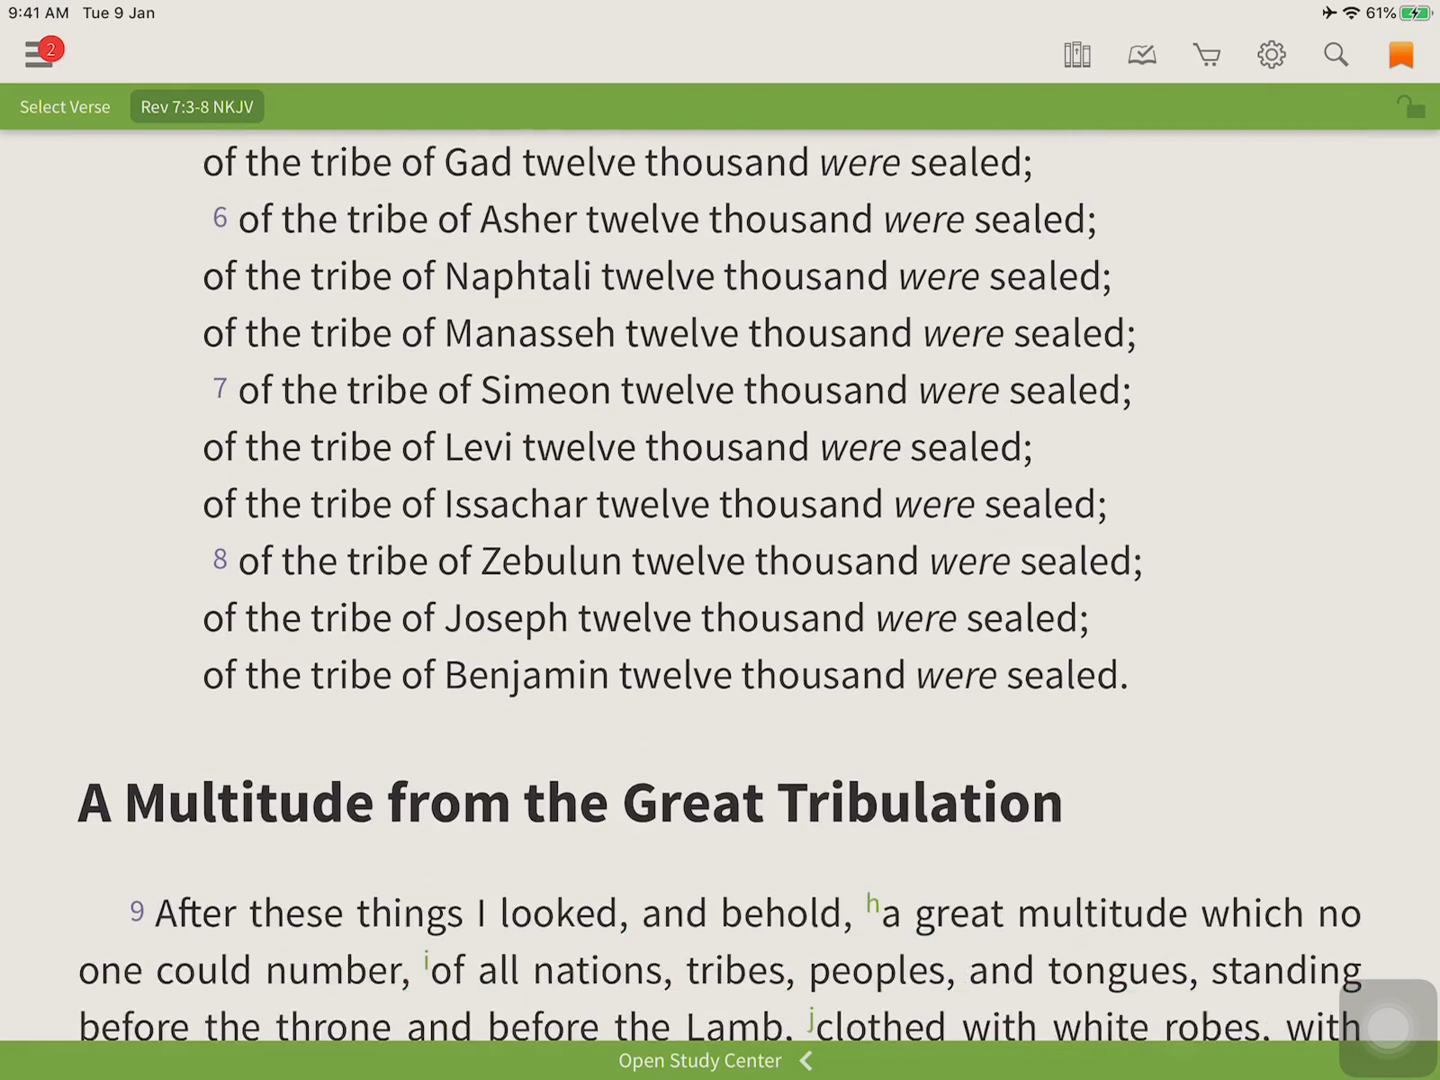 9:41 AM Tue 9 Jan 61%
2
Select Verse Rev 7:3-8 NKJV
of the tribe of Gad twelve thousand were sealed;
6 of the tribe of Asher twelve thousand were sealed;
of the tribe of Naphtali twelve thousand were sealed;
of the tribe of Manasseh twelve thousand were sealed;
7 of the tribe of Simeon twelve thousand were sealed;
of the tribe of Levi twelve thousand were sealed;
of the tribe of Issachar twelve thousand were sealed;
8 of the tribe of Zebulun twelve thousand were sealed;
of the tribe of Joseph twelve thousand were sealed;
of the tribe of Benjamin twelve thousand were sealed.
A Multitude from the Great Tribulation
9 After these things I looked, and behold, h a great multitude which no
one could number, i of all nations, tribes, peoples, and tongues, standing
before the throne and before the Lamb, j clothed with white robes, with
Open Study Center